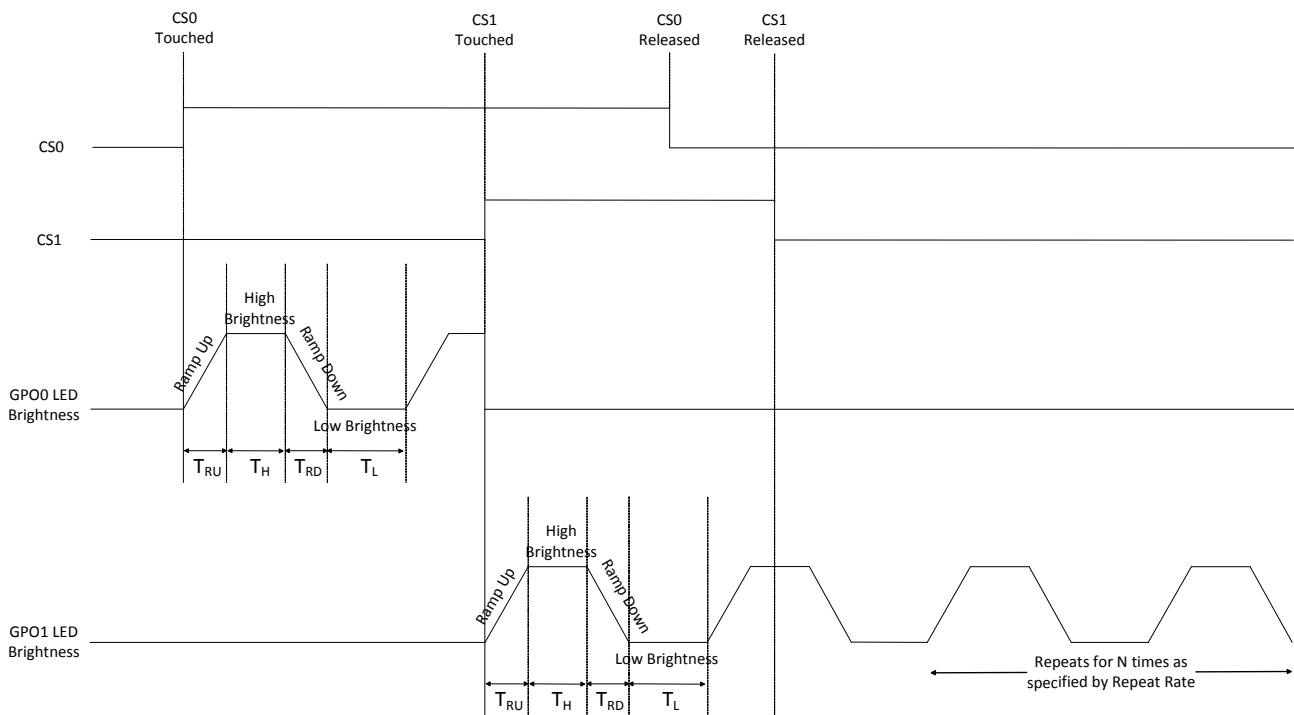 CS0
Touched
CS1
Touched
CS0
Released
CS1
Released
CS0
CS1
High
Brightness
Ramp Up
Ramp Down
GPO0 LED
Brightness
Low Brightness
TRU
TH
TRD
TL
High
Brightness
Ramp Up
Ramp Down
GPO1 LED
Brightness
Low Brightness
Repeats for N times as
specified by Repeat Rate
TRU
TH
TRD
TL